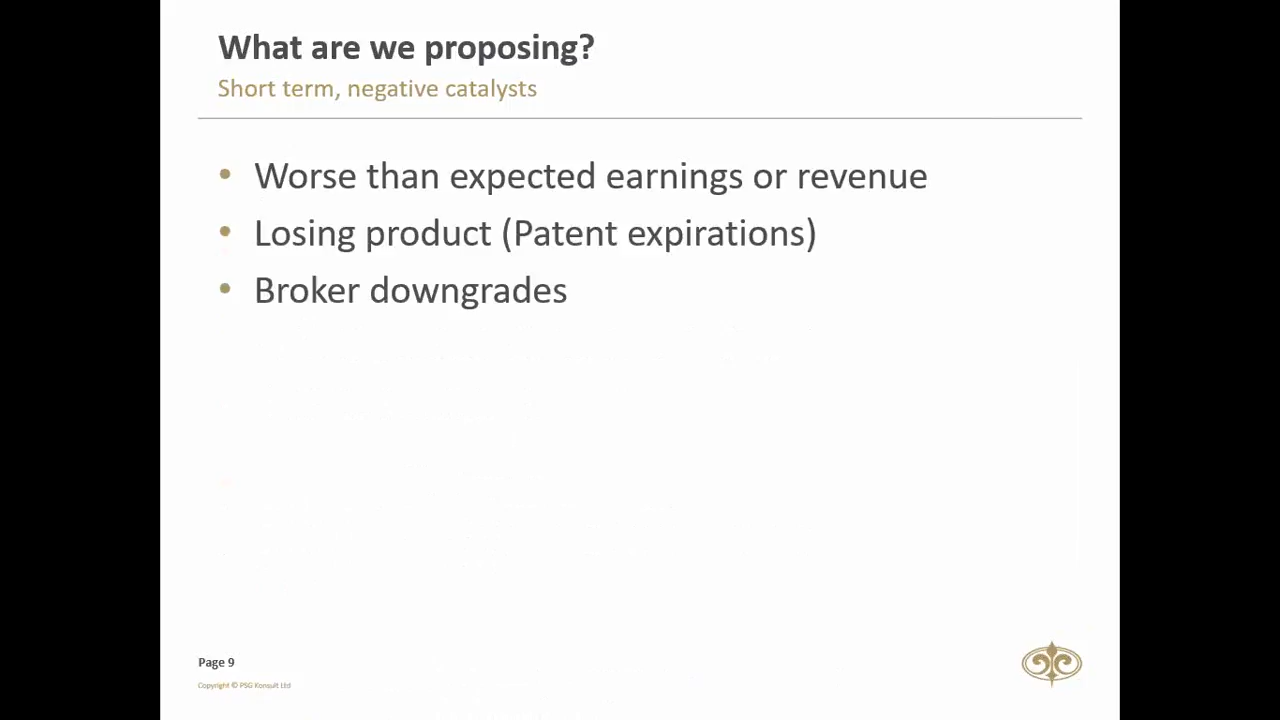 What are we proposing?
Short term, negative catalysts
• Worse than expected earnings or revenue
• Losing product (Patent expirations)
• Broker downgrades
Page 9
Copyright © PSG Konsult Ltd